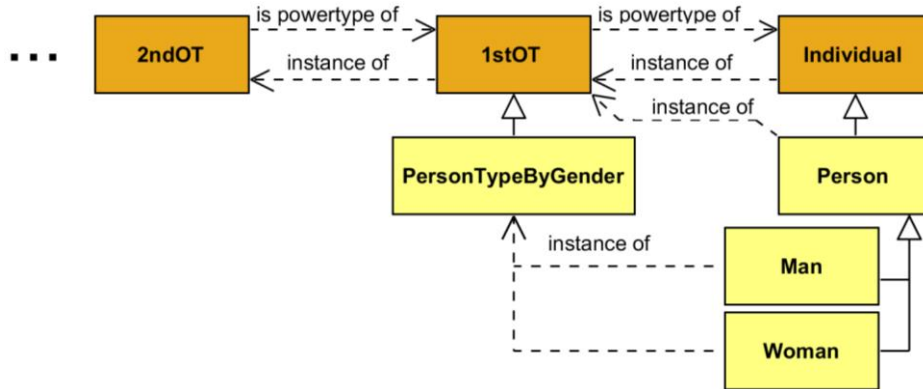 is powertype of
is powertype of
... 2ndOT
1stOT
Individual
instance of
instance of
instance of
PersonTypeByGender
Person
instance of
Man
Woman